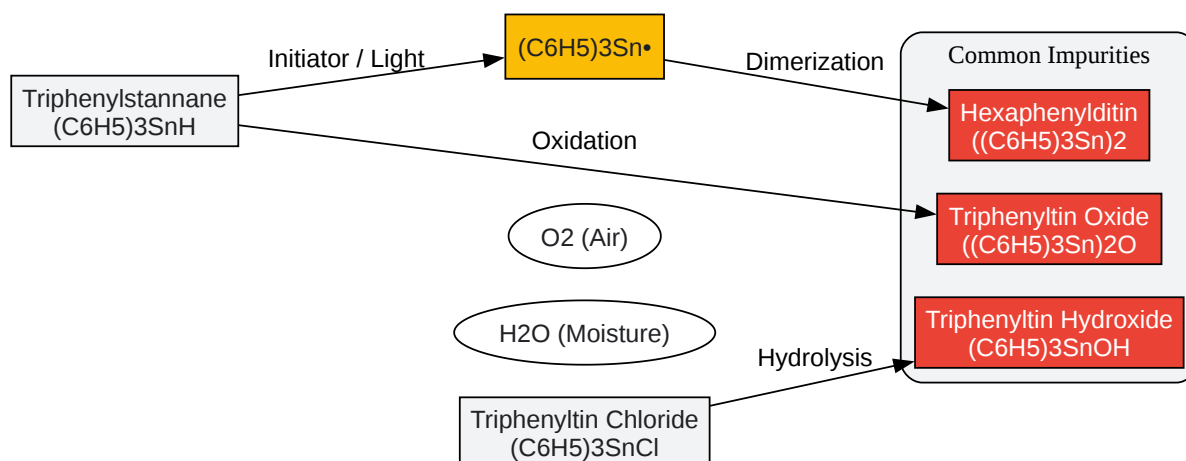 Initiator / Light
(C6H5)3Sn•
Dimerization
Common Impurities
Triphenylstannane
(C6H5)3SnH
Hexaphenylditin
((C6H5)3Sn)2
Oxidation
Triphenyltin Oxide
((C6H5)3Sn)2O
O2 (Air)
H2O (Moisture)
Triphenyltin Hydroxide
(C6H5)3SnOH
Hydrolysis
Triphenyltin Chloride
(C6H5)3SnCl